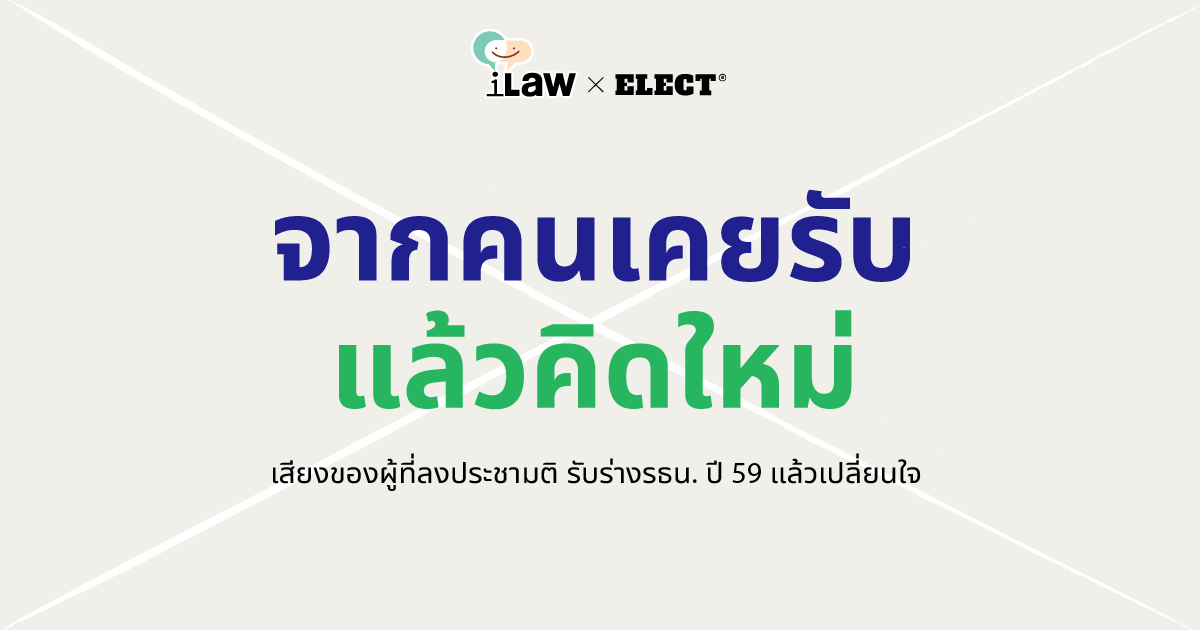 iLaw × ELECT®
จากคนเคยรับ
แล้วคิดใหม่
เสียงของผู้ที่ลงประชามติ รับร่างรธน. ปี 59 แล้วเปลี่ยนใจ